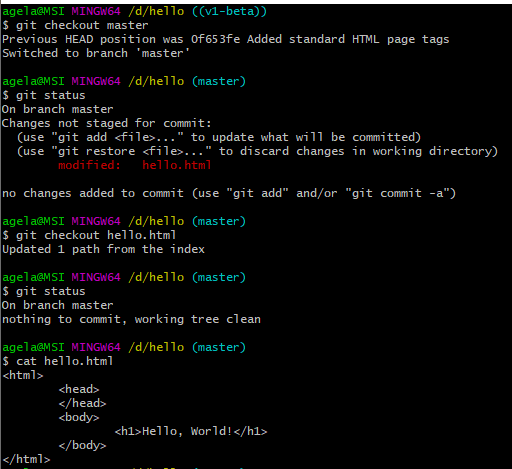 agela@MSI MINGW64 /d/hello ((v1-beta))
$ git checkout master
Previous HEAD position was 0f653fe Added standard HTML page tags
Switched to branch 'master'
agela@MSI MINGW64 /d/hello (master)
$ git status
On branch master
Changes not staged for commit:
  (use "git add <file>..." to update what will be committed)
  (use "git restore <file>..." to discard changes in working directory)
        modified:   hello.html
no changes added to commit (use "git add" and/or "git commit -a")
agela@MSI MINGW64 /d/hello (master)
$ git checkout hello.html
Updated 1 path from the index
agela@MSI MINGW64 /d/hello (master)
$ git status
On branch master
nothing to commit, working tree clean
agela@MSI MINGW64 /d/hello (master)
$ cat hello.html
<html>
        <head>
        </head>
        <body>
                <h1>Hello, World!</h1>
        </body>
</html>